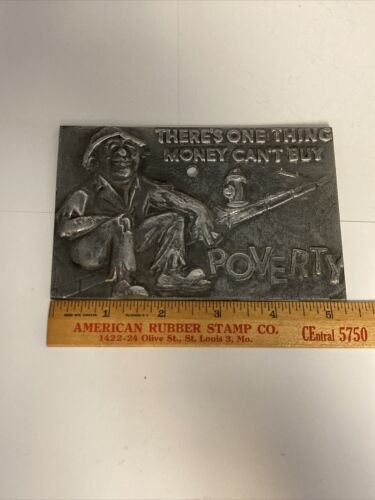 THERE'S ONE THING
MONEY CAN'T BUY
POVERTY
1 2 3 4 5
AMERICAN RUBBER STAMP CO.
1422-24 Olive St., St. Louis 3, Mo.
CEntral 5750